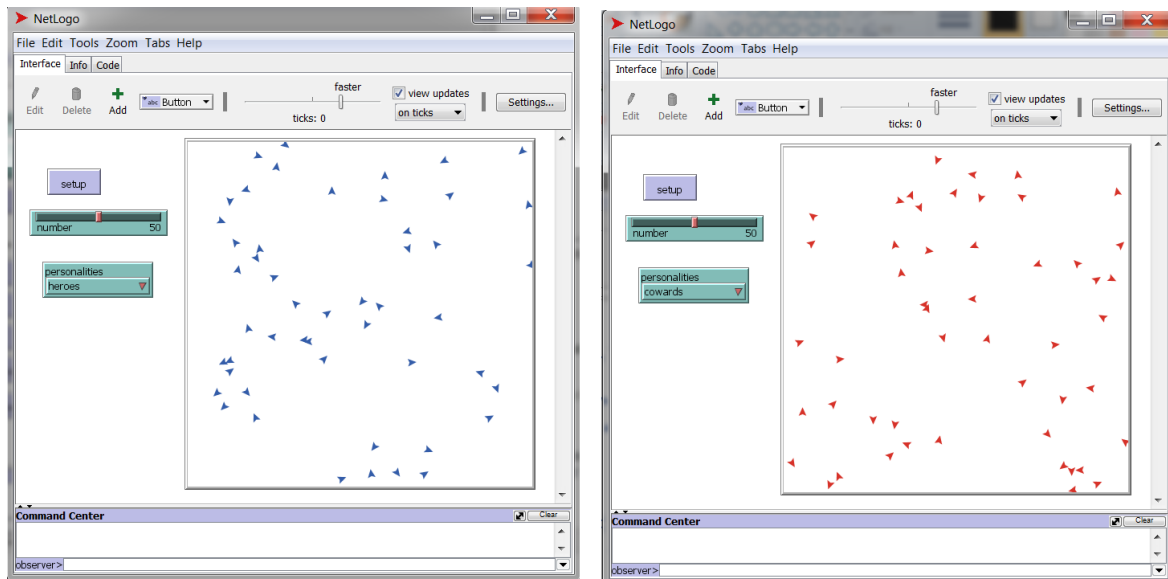 NetLogo
File Edit Tools Zoom Tabs Help
Interface Info Code
Edit Delete Add abc Button faster ticks: 0 view updates on ticks Settings...
setup
number 50
personalities
heroes
Command Center Clear
observer>
NetLogo
File Edit Tools Zoom Tabs Help
Interface Info Code
Edit Delete Add abc Button faster ticks: 0 view updates on ticks Settings...
setup
number 50
personalities
cowards
Command Center Clear
observer>